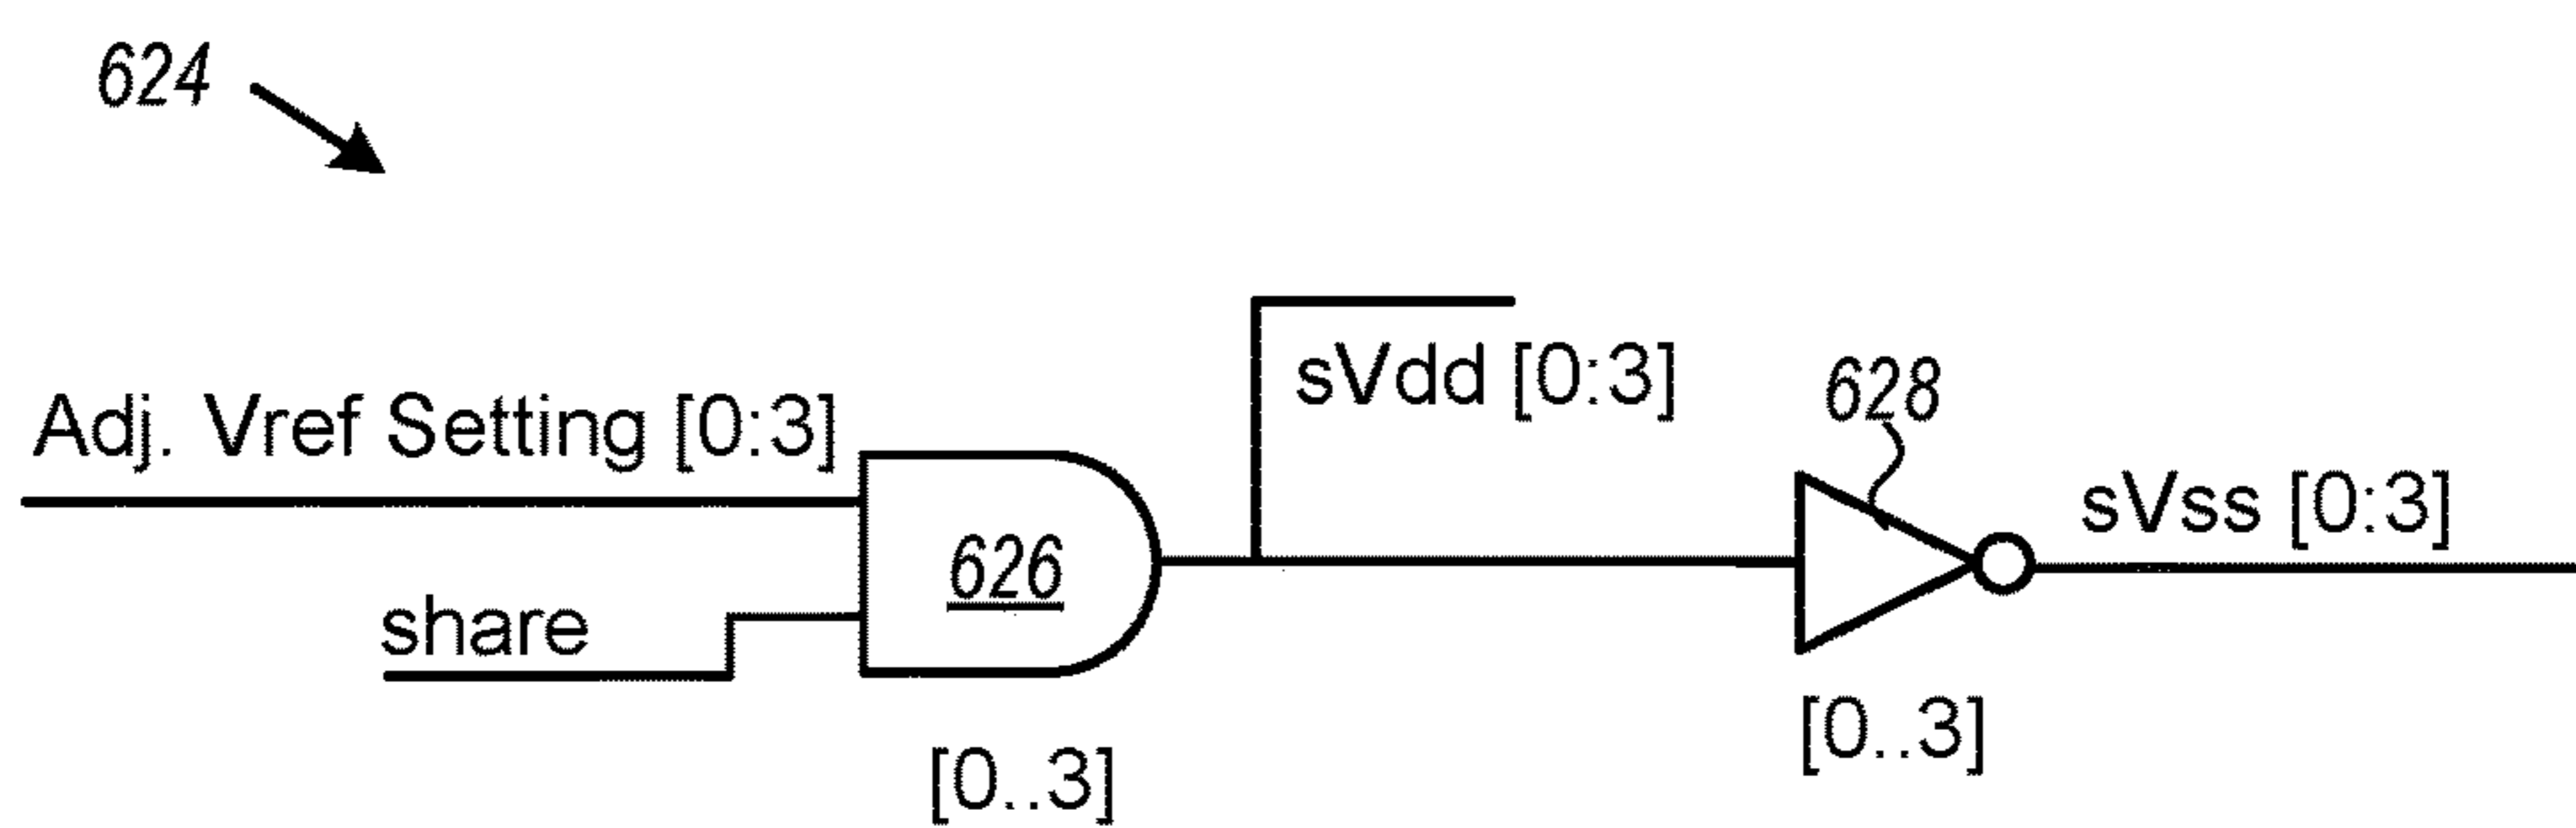 624
sVdd [0:3]
628
Adj. Vref Setting [0:3]
sVss [0:3]
626
share
[0..3]
[0..3]